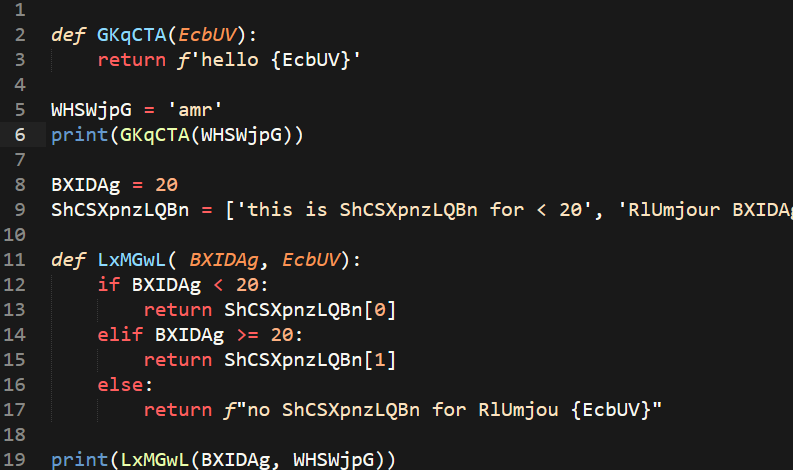 1
2 def GKqCTA(EcbUV):
3     return f'hello {EcbUV}'
4
5 WHSWjpG = 'amr'
6 print(GKqCTA(WHSWjpG))
7
8 BXIDAg = 20
9 ShCSXpnzLQBn = ['this is ShCSXpnzLQBn for < 20', 'RlUmjour BXIDAg
10
11 def LxMGwL( BXIDAg, EcbUV):
12     if BXIDAg < 20:
13         return ShCSXpnzLQBn[0]
14     elif BXIDAg >= 20:
15         return ShCSXpnzLQBn[1]
16     else:
17         return f"no ShCSXpnzLQBn for RlUmjou {EcbUV}"
18
19 print(LxMGwL(BXIDAg, WHSWjpG))